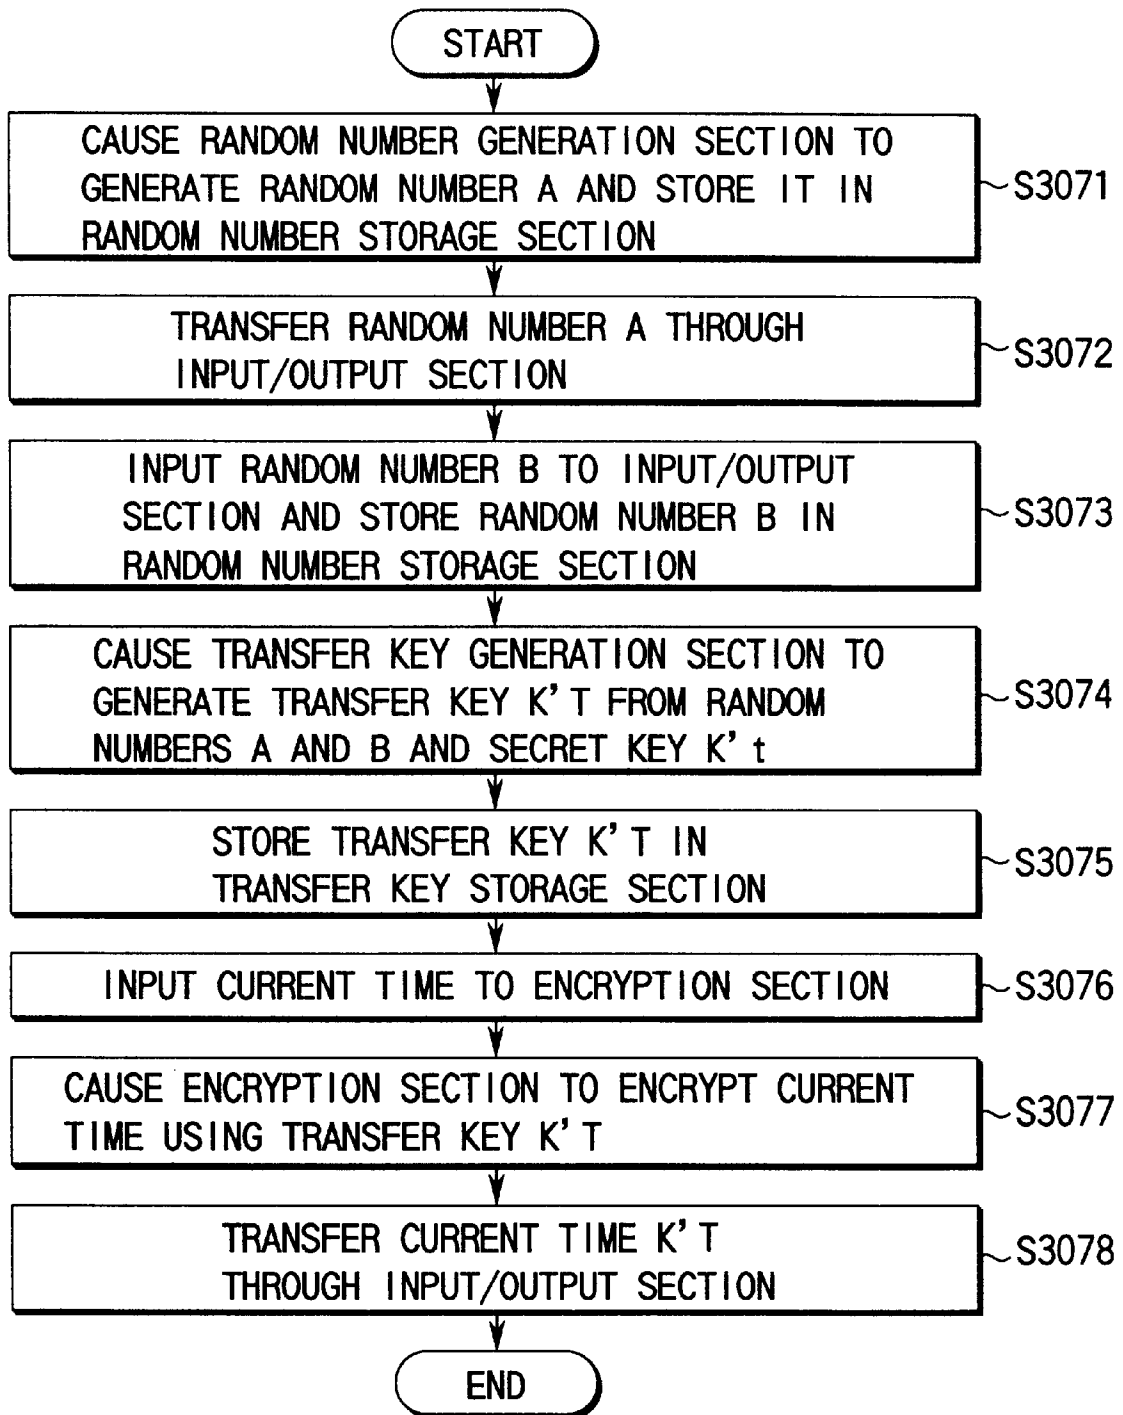 START
CAUSE RANDOM NUMBER GENERATION SECTION TO
GENERATE RANDOM NUMBER A AND STORE IT IN
RANDOM NUMBER STORAGE SECTION
S3071
TRANSFER RANDOM NUMBER A THROUGH
INPUT/OUTPUT SECTION
S3072
INPUT RANDOM NUMBER B TO INPUT/OUTPUT
SECTION AND STORE RANDOM NUMBER B IN
RANDOM NUMBER STORAGE SECTION
S3073
CAUSE TRANSFER KEY GENERATION SECTION TO
GENERATE TRANSFER KEY K'T FROM RANDOM
NUMBERS A AND B AND SECRET KEY K't
S3074
STORE TRANSFER KEY K'T IN
TRANSFER KEY STORAGE SECTION
S3075
INPUT CURRENT TIME TO ENCRYPTION SECTION
S3076
CAUSE ENCRYPTION SECTION TO ENCRYPT CURRENT
TIME USING TRANSFER KEY K'T
S3077
TRANSFER CURRENT TIME K'T
THROUGH INPUT/OUTPUT SECTION
S3078
END